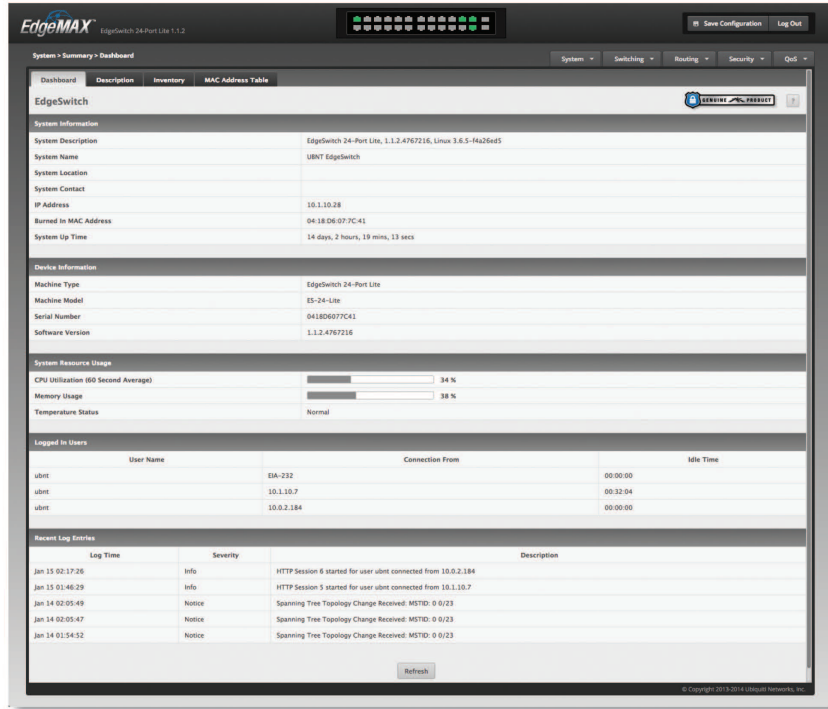 EdgeMAX™ EdgeSwitch 24-Port Lite 1.1.2
Save Configuration Log Out
System > Summary > Dashboard
System Switching Routing Security QoS
Dashboard Description Inventory MAC Address Table
EdgeSwitch
GENUINE PRODUCT
System Information
System Description EdgeSwitch 24-Port Lite, 1.1.2.4767216, Linux 3.6.5-f4a26ed5
System Name UBNT EdgeSwitch
System Location
System Contact
IP Address 10.1.10.28
Burned In MAC Address 04:18:D6:07:7C:41
System Up Time 14 days, 2 hours, 19 mins, 13 secs
Device Information
Machine Type EdgeSwitch 24-Port Lite
Machine Model ES-24-Lite
Serial Number 0418D6077C41
Software Version 1.1.2.4767216
System Resource Usage
CPU Utilization (60 Second Average) 34 %
Memory Usage 38 %
Temperature Status Normal
Logged In Users
User Name Connection From Idle Time
ubnt EIA-232 00:00:00
ubnt 10.1.10.7 00:32:04
ubnt 10.0.2.184 00:00:00
Recent Log Entries
Log Time Severity Description
Jan 15 02:17:26 Info HTTP Session 6 started for user ubnt connected from 10.0.2.184
Jan 15 01:46:29 Info HTTP Session 5 started for user ubnt connected from 10.1.10.7
Jan 14 02:05:49 Notice Spanning Tree Topology Change Received: MSTID: 0 0/23
Jan 14 02:05:47 Notice Spanning Tree Topology Change Received: MSTID: 0 0/23
Jan 14 01:54:52 Notice Spanning Tree Topology Change Received: MSTID: 0 0/23
Refresh
© Copyright 2013-2014 Ubiquiti Networks, Inc.